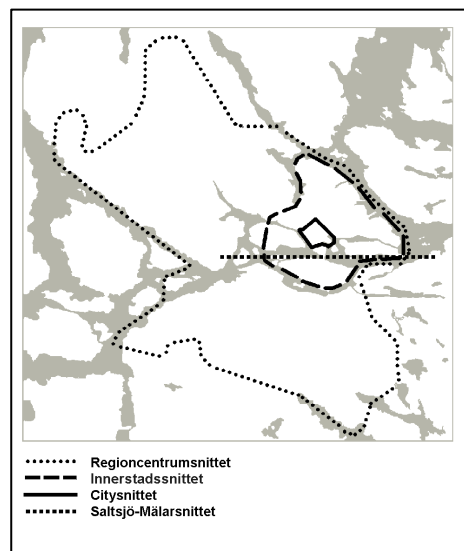 Regioncentrumsnittet
Innerstadssnittet
Citysnittet
Saltsjö-Mälarsnittet